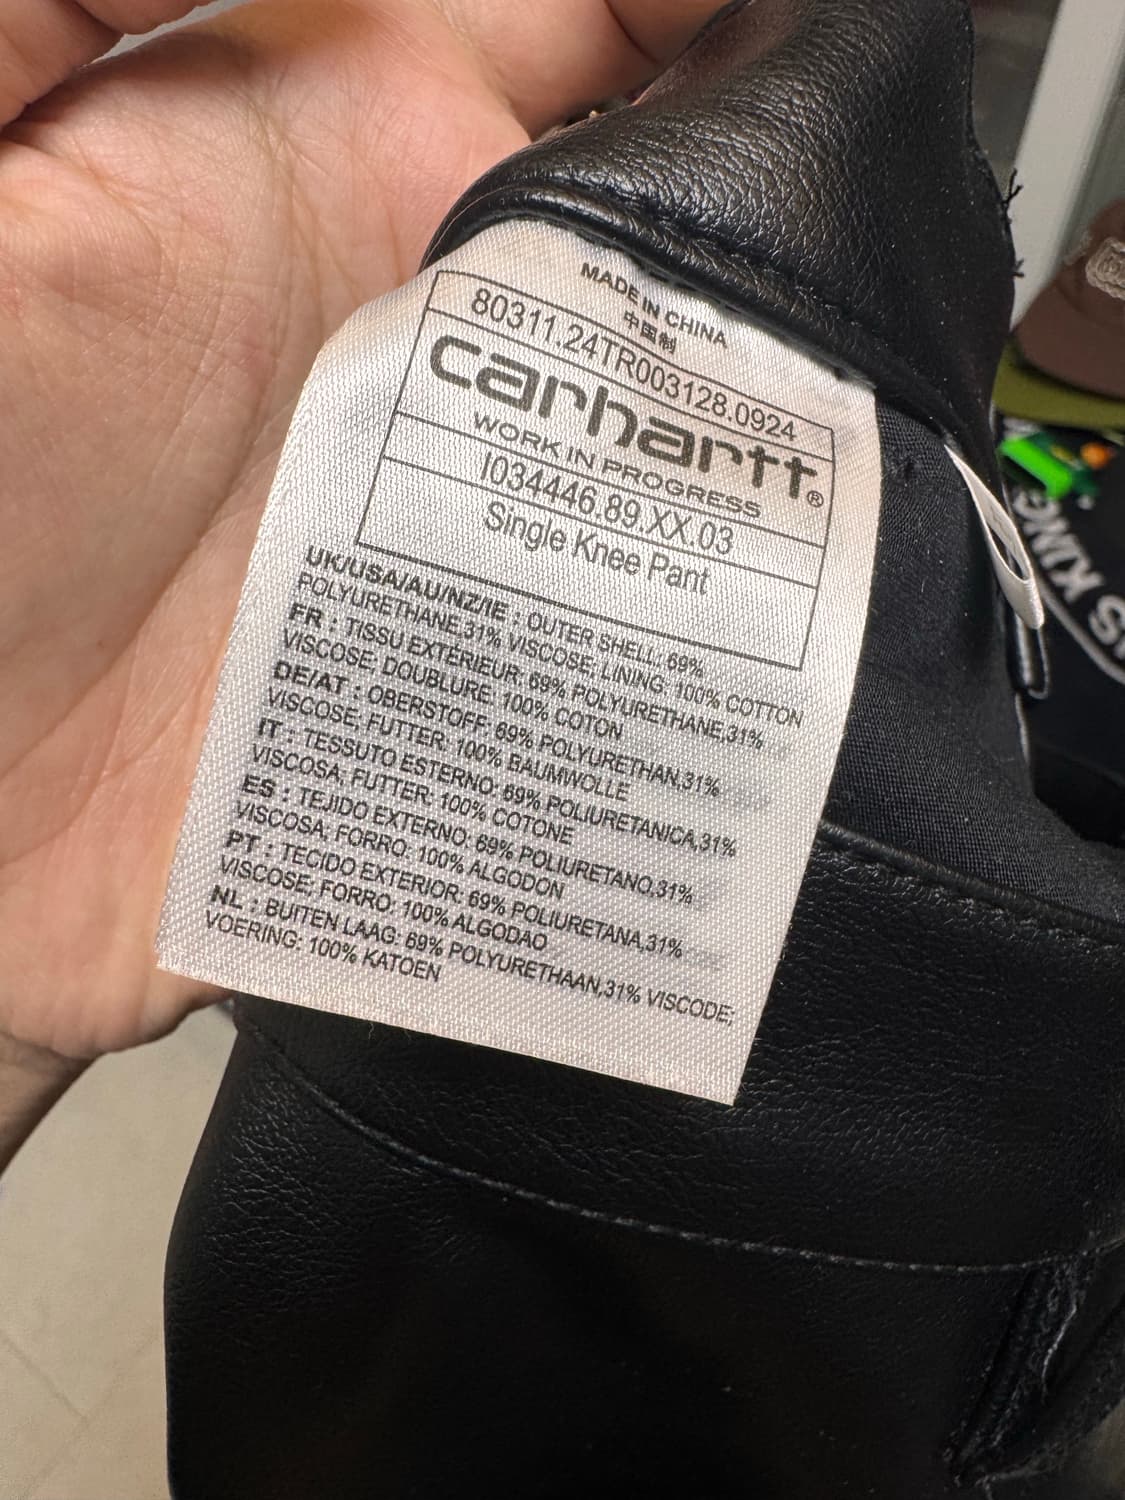 MADE IN CHINA
中国制
80311.24TR003128.0924
carhartt®
WORK IN PROGRESS
I034446.89.XX.03
Single Knee Pant
UK/USA/AU/NZ/IE : OUTER SHELL: 69%
POLYURETHANE,31% VISCOSE; LINING: 100% COTTON
FR : TISSU EXTÉRIEUR: 69% POLYURETHANE,31%
VISCOSE; DOUBLURE: 100% COTON
DE/AT : OBERSTOFF: 69% POLYURETHAN,31%
VISCOSE; FUTTER: 100% BAUMWOLLE
IT : TESSUTO ESTERNO: 69% POLIURETANICA,31%
VISCOSA; FUTTER: 100% COTONE
ES : TEJIDO EXTERNO: 69% POLIURETANO,31%
VISCOSA; FORRO: 100% ALGODON
PT : TECIDO EXTERIOR: 69% POLIURETANA,31%
VISCOSE; FORRO: 100% ALGODAO
NL : BUITEN LAAG: 69% POLYURETHAAN,31% VISCODE;
VOERING: 100% KATOEN